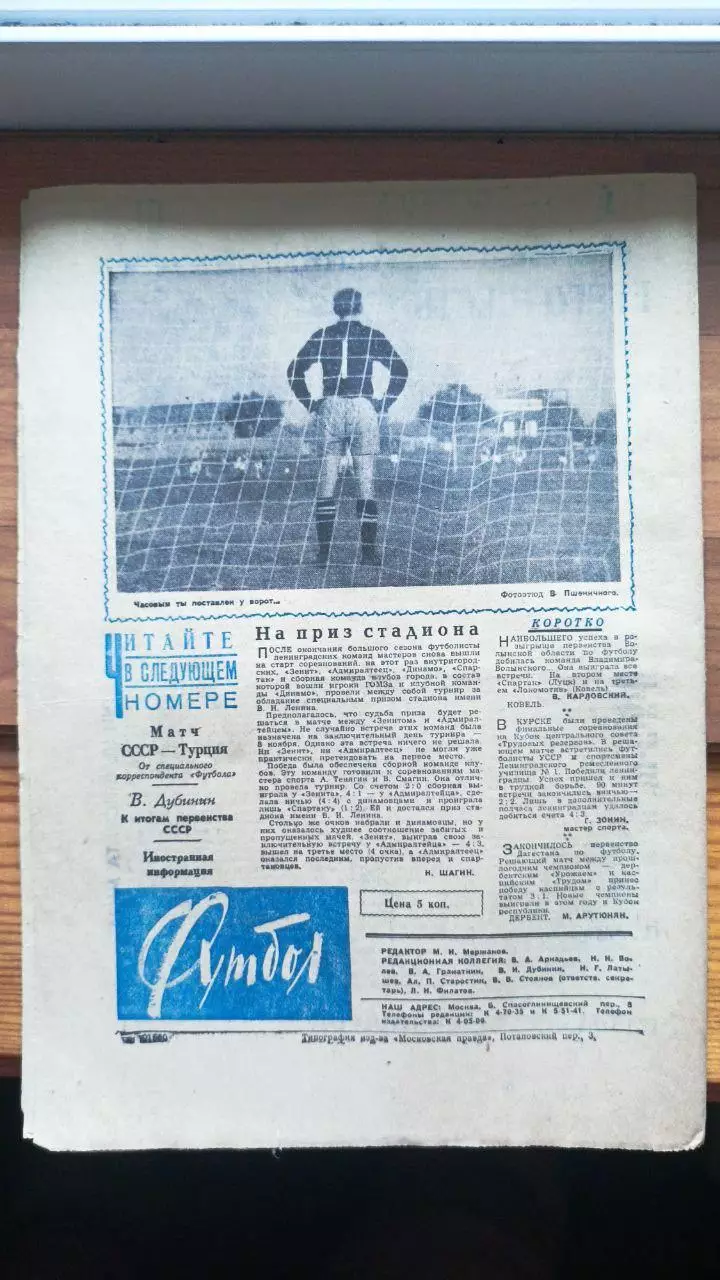 Часовым ты поставлен у ворот...
Фотоэтюд В. Пшеничного.
ЧИТАЙТЕ
В СЛЕДУЮЩЕМ
НОМЕРЕ
Матч
СССР—Турция
От специального
корреспондента «Футбола»
В. Дубинин
К итогам первенства
СССР
Иностранная
информация
На приз стадиона
ПОСЛЕ окончания большого сезона футболисты
ленинградских команд мастеров снова вышли
на старт соревнований, на этот раз внутригород-
ских, «Зенит», «Адмиралтеец», «Динамо», «Спар-
так» и сборная команда клубов города, в состав
которой вошли игроки ГОМЗа и клубной коман-
ды «Динамо», провели между собой турнир за
обладание специальным призом стадиона имени
В. И. Ленина.
Предполагалось, что судьба приза будет ре-
шаться в матче между «Зенитом» и «Адмирал-
тейцем». Не случайно встреча этих команд была
назначена на заключительный день турнира —
8 ноября. Однако эта встреча ничего не решала.
Ни «Зенит», ни «Адмиралтеец» не могли уже
практически претендовать на первое место.
Победа была обеспечена сборной команде клу-
бов. Эту команду готовили к соревнованиям ма-
стера спорта А. Тенягин и В. Смагин. Она отлич-
но провела турнир. Со счетом 2:0 сборная вы-
играла у «Зенита», 4:1 — у «Адмиралтейца», сде-
лала ничью (4:4) с динамовцами и проиграла
лишь «Спартаку» (1:2). Ей и достался приз ста-
диона имени В. И. Ленина.
Столько же очков набрали и динамовцы, но у
них оказалось худшее соотношение забитых и
пропущенных мячей. «Зенит», выиграв свою за-
ключительную встречу у «Адмиралтейца» — 4:3,
вышел на третье место (4 очка), а «Адмиралтеец»
оказался последним, пропустив вперед и спар-
таковцев.
Н. ШАГИН.
КОРОТКО
НАИБОЛЬШЕГО успеха в ро-
зыгрыше первенства Во-
лынской области по футболу
добилась команда Владимира-
Волынского. Она выиграла все
встречи. На втором месте
«Спартак» (Луцк) и на треть-
ем «Локомотив» (Ковель).
В. КАРЛОВСКИЙ.
КОВЕЛЬ.
В КУРСКЕ были проведены
финальные соревнования
на Кубок центрального совета
«Трудовых резервов». В реша-
ющем матче встретились фут-
болисты УССР и спортсмены
Ленинградского ремесленного
училища № 1. Победили ленин-
градцы. Успех пришел к ним
в трудной борьбе. 90 минут
встречи закончились вничью—
2:2. Лишь в дополнительные
полчаса ленинградцам удалось
добиться счета 4:3.
Г. ЗОНИН,
мастер спорта.
ЗАКОНЧИЛОСЬ первенство
Дагестана по футболу.
Решающий матч между прош-
логодним чемпионом — дер-
бентским «Урожаем» и кас-
пийским «Трудом» принес
победу каспийцам с резуль-
татом 3:1. Новые чемпионы
выиграли в этом году и Кубок
республики.
ДЕРБЕНТ. М. АРУТЮНЯН.
Футбол
Цена 5 коп.
РЕДАКТОР М. И. Мержанов.
РЕДАКЦИОННАЯ КОЛЛЕГИЯ: В. А. Аркадьев, Н. Н. Бо-
лев, В. А. Гранаткин, В. И. Дубинин, Н. Г. Латы-
шев, Ал. П. Старостин, В. В. Стоянов (ответств. секре-
тарь), Л. И. Филатов.
НАШ АДРЕС: Москва, Б. Спасоглинищевский пер., 8
Телефоны редакции: К 4-70-35 и К 5-51-41. Телефон
издательства: К 4-05-09.
Типография изд-ва «Московская правда», Потаповский пер., 3.